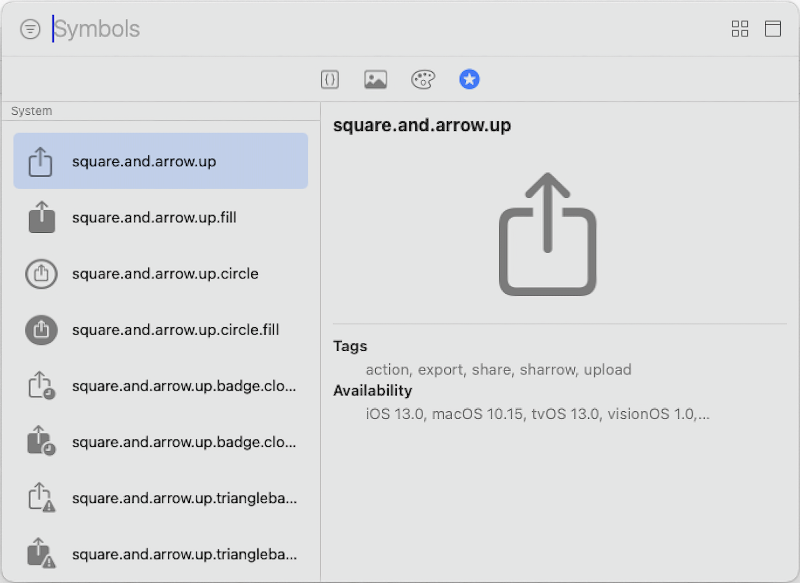 Symbols
System
square.and.arrow.up
square.and.arrow.up.fill
square.and.arrow.up.circle
square.and.arrow.up.circle.fill
square.and.arrow.up.badge.clo...
square.and.arrow.up.badge.clo...
square.and.arrow.up.triangleba...
square.and.arrow.up.triangleba...
square.and.arrow.up
Tags
action, export, share, sharrow, upload
Availability
iOS 13.0, macOS 10.15, tvOS 13.0, visionOS 1.0,...